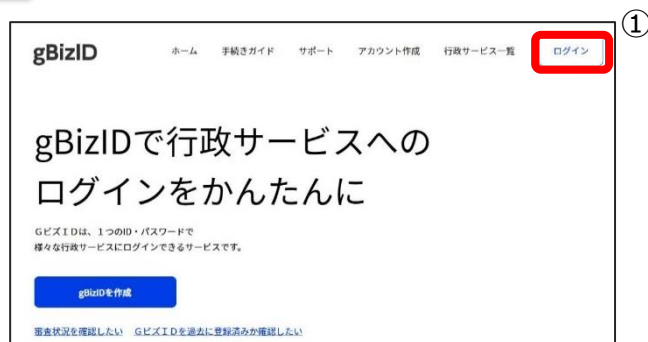 ①
gBizID ホーム 手続きガイド サポート アカウント作成 行政サービス一覧 ログイン
gBizIDで行政サービスへの
ログインをかんたんに
GビズIDは、1つのID・パスワードで
様々な行政サービスにログインできるサービスです。
gBizIDを作成
審査状況を確認したい GビズIDを過去に登録済みか確認したい